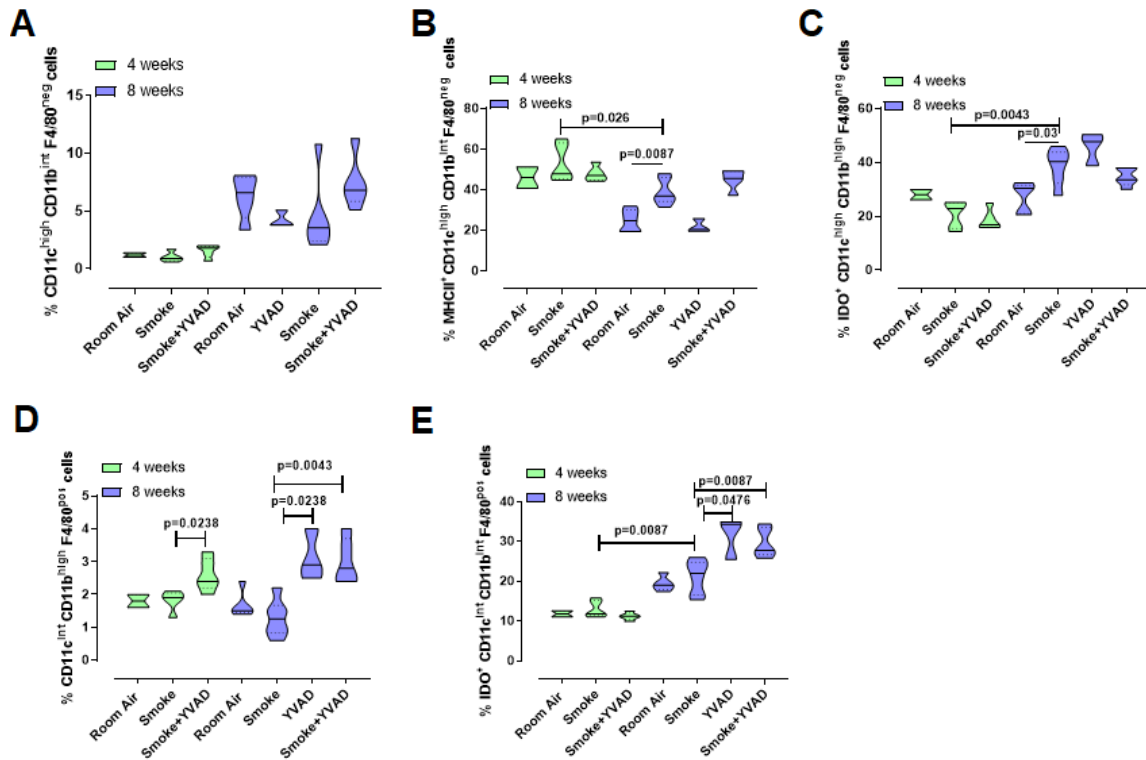 A
4 weeks
8 weeks
% CD11c^high CD11b^int F4/80^neg cells
15
10
5
0
Room Air
Smoke
Smoke+YVAD
Room Air
YVAD
Smoke
Smoke+YVAD
B
4 weeks
8 weeks
% MHCII⁺ CD11c^high CD11b^int F4/80^neg cells
80
60
40
20
0
p=0.026
p=0.0087
Room Air
Smoke
Smoke+YVAD
Room Air
Smoke
YVAD
Smoke+YVAD
C
4 weeks
8 weeks
% IDO⁺ CD11c^high CD11b^high F4/80^neg cells
60
40
20
0
p=0.0043
p=0.03
Room Air
Smoke
Smoke+YVAD
Room Air
Smoke
YVAD
Smoke+YVAD
D
4 weeks
8 weeks
% CD11c^int CD11b^high F4/80^pos cells
5
4
3
2
1
0
p=0.0043
p=0.0238
p=0.0238
Room Air
Smoke
Smoke+YVAD
Room Air
Smoke
YVAD
Smoke+YVAD
E
4 weeks
8 weeks
% IDO⁺ CD11c^int CD11b^int F4/80^pos cells
40
30
20
10
0
p=0.0087
p=0.0476
p=0.0087
Room Air
Smoke
Smoke+YVAD
Room Air
Smoke
YVAD
Smoke+YVAD